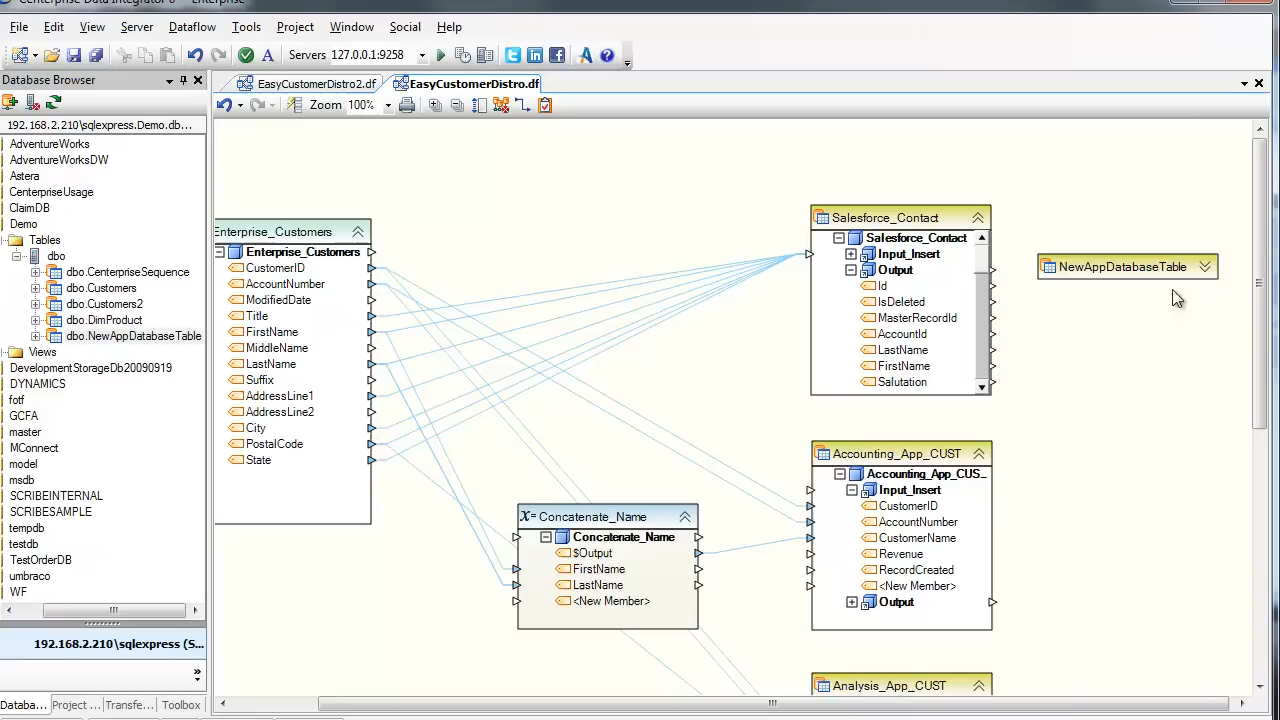 Centerprise Data Integrator 6 - Enterprise
File Edit View Server Dataflow Tools Project Window Social Help
Servers 127.0.0.1:9258
Database Browser
192.168.2.210\sqlexpress.Demo.db...
AdventureWorks
AdventureWorksDW
Astera
CenterpriseUsage
ClaimDB
Demo
Tables
dbo
dbo.CenterpriseSequence
dbo.Customers
dbo.Customers2
dbo.DimProduct
dbo.NewAppDatabaseTable
Views
DevelopmentStorageDb20090919
DYNAMICS
fotf
GCFA
master
MConnect
model
msdb
SCRIBEINTERNAL
SCRIBESAMPLE
tempdb
testdb
TestOrderDB
umbraco
WF
192.168.2.210\sqlexpress (S...
Databa... Project ... Transfe... Toolbox
EasyCustomerDistro2.df EasyCustomerDistro.df
Zoom 100%
Enterprise_Customers
Enterprise_Customers
CustomerID
AccountNumber
ModifiedDate
Title
FirstName
MiddleName
LastName
Suffix
AddressLine1
AddressLine2
City
PostalCode
State
x= Concatenate_Name
Concatenate_Name
$Output
FirstName
LastName
<New Member>
Salesforce_Contact
Salesforce_Contact
Input_Insert
Output
Id
IsDeleted
MasterRecordId
AccountId
LastName
FirstName
Salutation
NewAppDatabaseTable
Accounting_App_CUST
Accounting_App_CUS...
Input_Insert
CustomerID
AccountNumber
CustomerName
Revenue
RecordCreated
<New Member>
Output
Analysis_App_CUST